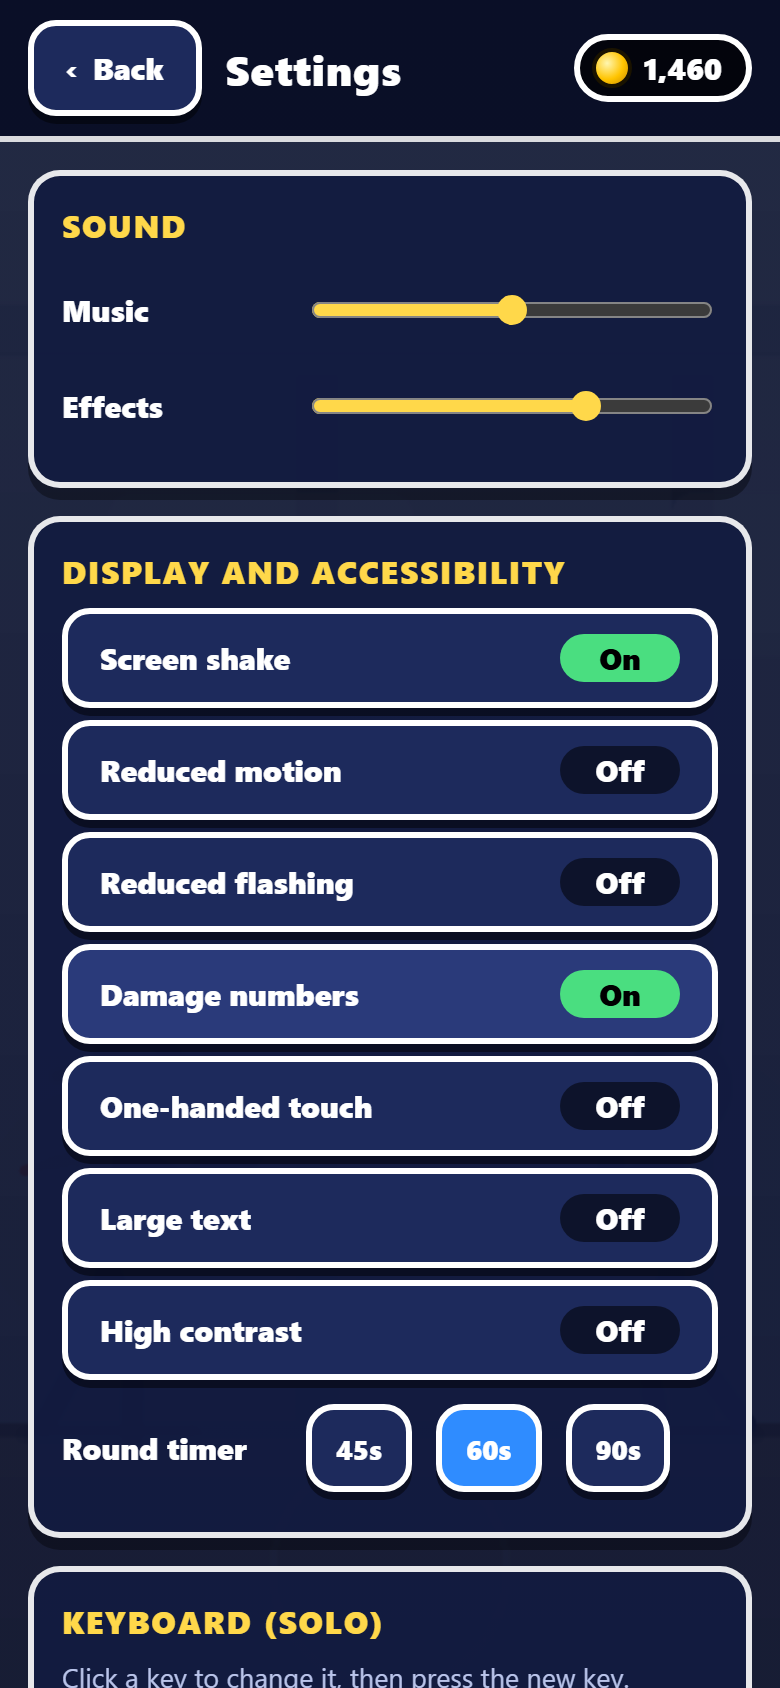 ‹ Back
Settings
1,460
SOUND
Music
Effects
DISPLAY AND ACCESSIBILITY
Screen shake On
Reduced motion Off
Reduced flashing Off
Damage numbers On
One-handed touch Off
Large text Off
High contrast Off
Round timer 45s 60s 90s
KEYBOARD (SOLO)
Click a key to change it, then press the new key.